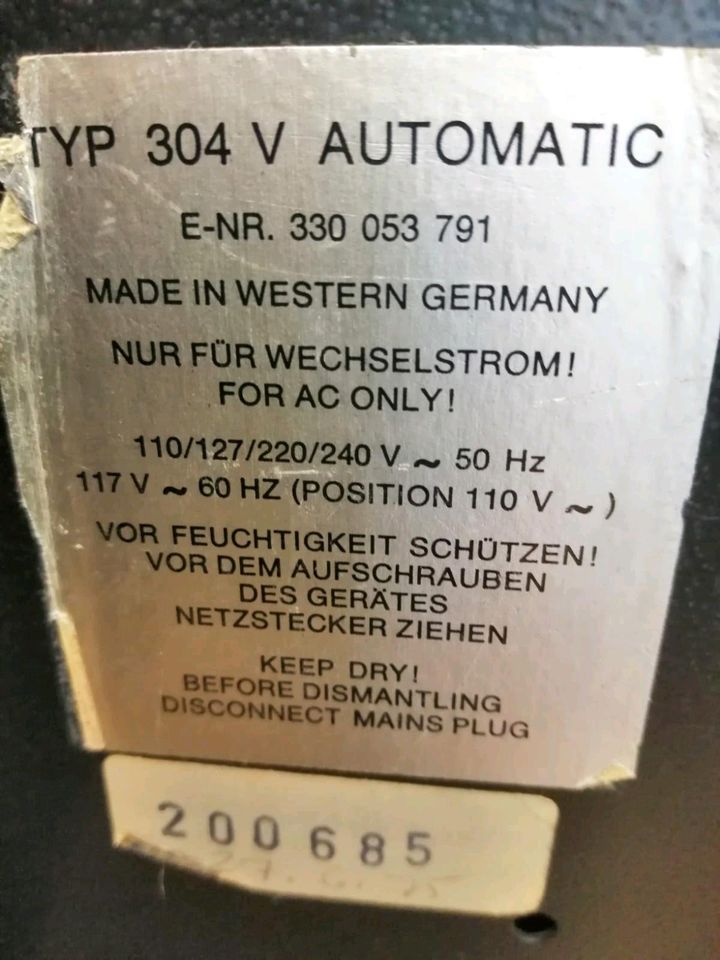 TYP 304 V AUTOMATIC
E-NR. 330 053 791
MADE IN WESTERN GERMANY
NUR FÜR WECHSELSTROM!
FOR AC ONLY!
110/127/220/240 V ~ 50 Hz
117 V ~ 60 HZ (POSITION 110 V ~)
VOR FEUCHTIGKEIT SCHÜTZEN!
VOR DEM AUFSCHRAUBEN
DES GERÄTES
NETZSTECKER ZIEHEN
KEEP DRY!
BEFORE DISMANTLING
DISCONNECT MAINS PLUG
200685